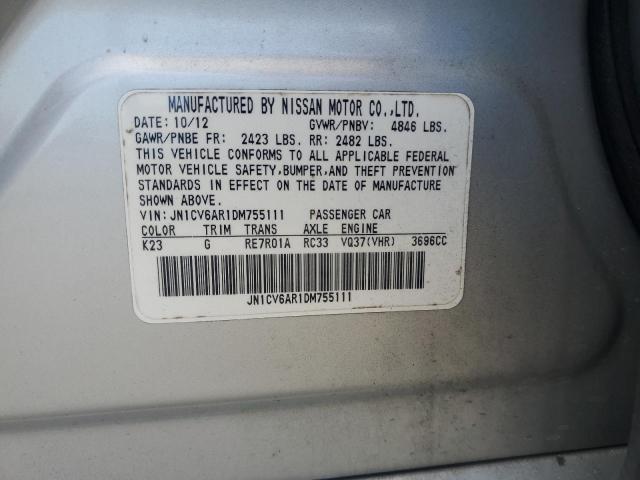 MANUFACTURED BY NISSAN MOTOR CO.,LTD.
DATE: 10/12 GVWR/PNBV: 4846 LBS.
GAWR/PNBE FR: 2423 LBS. RR: 2482 LBS.
THIS VEHICLE CONFORMS TO ALL APPLICABLE FEDERAL
MOTOR VEHICLE SAFETY,BUMPER,AND THEFT PREVENTION
STANDARDS IN EFFECT ON THE DATE OF MANUFACTURE
SHOWN ABOVE.
VIN: JN1CV6AR1DM755111 PASSENGER CAR
COLOR TRIM TRANS AXLE ENGINE
K23 G RE7R01A RC33 VQ37(VHR) 3696CC
JN1CV6AR1DM755111